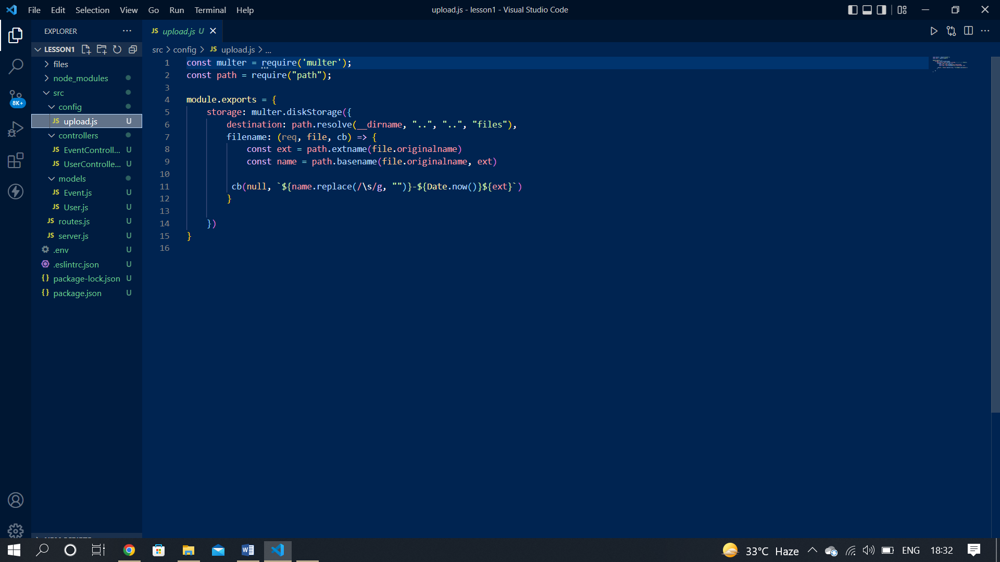 File Edit Selection View Go Run Terminal Help
upload.js - lesson1 - Visual Studio Code
EXPLORER
JS upload.js U
LESSON1
src > config > JS upload.js > ...
files
node_modules
src
config
JS upload.js U
controllers
JS EventControll... U
JS UserControlle... U
models
JS Event.js U
JS User.js U
JS routes.js U
JS server.js U
.env U
.eslintrc.json U
{} package-lock.json U
{} package.json U
8K+
1 const multer = require('multer');
2 const path = require("path");
3
4 module.exports = {
5 storage: multer.diskStorage({
6 destination: path.resolve(__dirname, "..", "..", "files"),
7 filename: (req, file, cb) => {
8 const ext = path.extname(file.originalname)
9 const name = path.basename(file.originalname, ext)
10
11 cb(null, `${name.replace(/\s/g, "")}-${Date.now()}${ext}`)
12 }
13
14 })
15 }
16
33°C Haze ENG 18:32